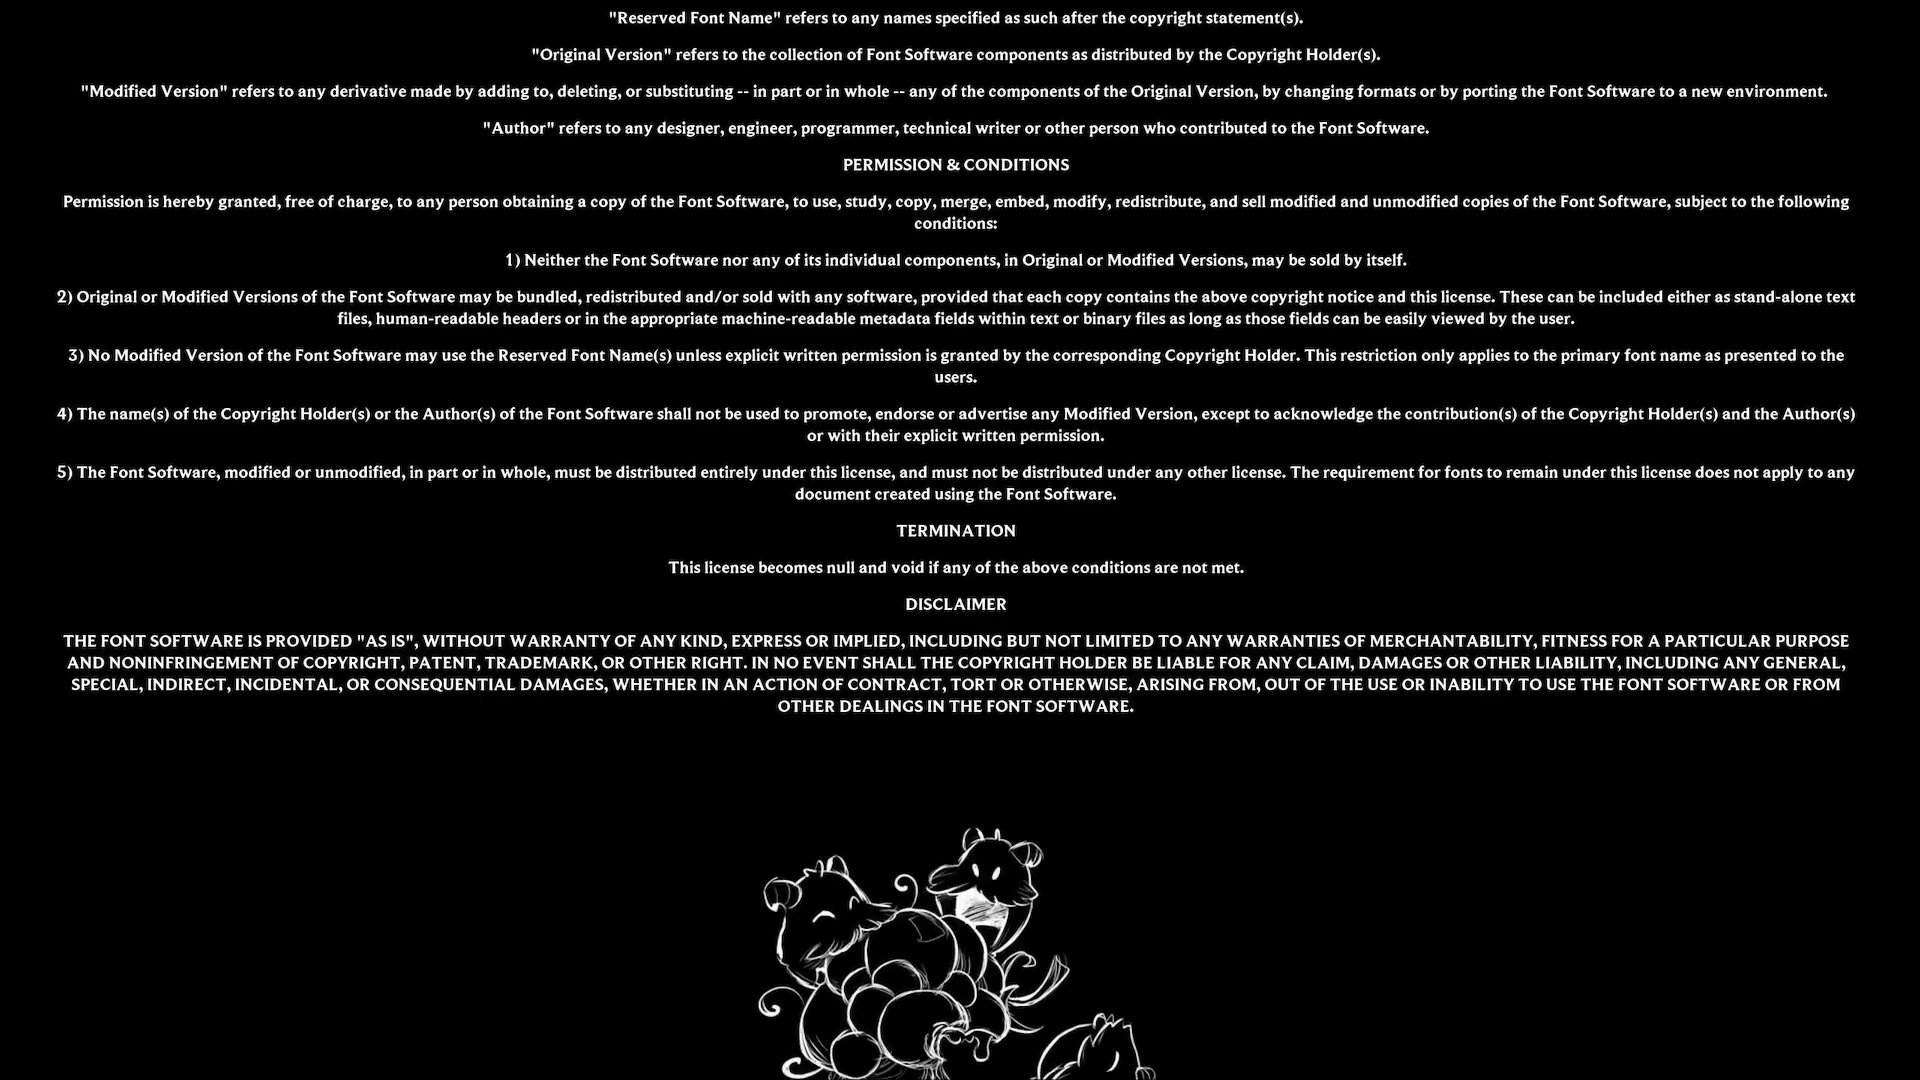 "Reserved Font Name" refers to any names specified as such after the copyright statement(s).
"Original Version" refers to the collection of Font Software components as distributed by the Copyright Holder(s).
"Modified Version" refers to any derivative made by adding to, deleting, or substituting -- in part or in whole -- any of the components of the Original Version, by changing formats or by porting the Font Software to a new environment.
"Author" refers to any designer, engineer, programmer, technical writer or other person who contributed to the Font Software.
PERMISSION & CONDITIONS
Permission is hereby granted, free of charge, to any person obtaining a copy of the Font Software, to use, study, copy, merge, embed, modify, redistribute, and sell modified and unmodified copies of the Font Software, subject to the following
conditions:
1) Neither the Font Software nor any of its individual components, in Original or Modified Versions, may be sold by itself.
2) Original or Modified Versions of the Font Software may be bundled, redistributed and/or sold with any software, provided that each copy contains the above copyright notice and this license. These can be included either as stand-alone text
files, human-readable headers or in the appropriate machine-readable metadata fields within text or binary files as long as those fields can be easily viewed by the user.
3) No Modified Version of the Font Software may use the Reserved Font Name(s) unless explicit written permission is granted by the corresponding Copyright Holder. This restriction only applies to the primary font name as presented to the
users.
4) The name(s) of the Copyright Holder(s) or the Author(s) of the Font Software shall not be used to promote, endorse or advertise any Modified Version, except to acknowledge the contribution(s) of the Copyright Holder(s) and the Author(s)
or with their explicit written permission.
5) The Font Software, modified or unmodified, in part or in whole, must be distributed entirely under this license, and must not be distributed under any other license. The requirement for fonts to remain under this license does not apply to any
document created using the Font Software.
TERMINATION
This license becomes null and void if any of the above conditions are not met.
DISCLAIMER
THE FONT SOFTWARE IS PROVIDED "AS IS", WITHOUT WARRANTY OF ANY KIND, EXPRESS OR IMPLIED, INCLUDING BUT NOT LIMITED TO ANY WARRANTIES OF MERCHANTABILITY, FITNESS FOR A PARTICULAR PURPOSE
AND NONINFRINGEMENT OF COPYRIGHT, PATENT, TRADEMARK, OR OTHER RIGHT. IN NO EVENT SHALL THE COPYRIGHT HOLDER BE LIABLE FOR ANY CLAIM, DAMAGES OR OTHER LIABILITY, INCLUDING ANY GENERAL,
SPECIAL, INDIRECT, INCIDENTAL, OR CONSEQUENTIAL DAMAGES, WHETHER IN AN ACTION OF CONTRACT, TORT OR OTHERWISE, ARISING FROM, OUT OF THE USE OR INABILITY TO USE THE FONT SOFTWARE OR FROM
OTHER DEALINGS IN THE FONT SOFTWARE.